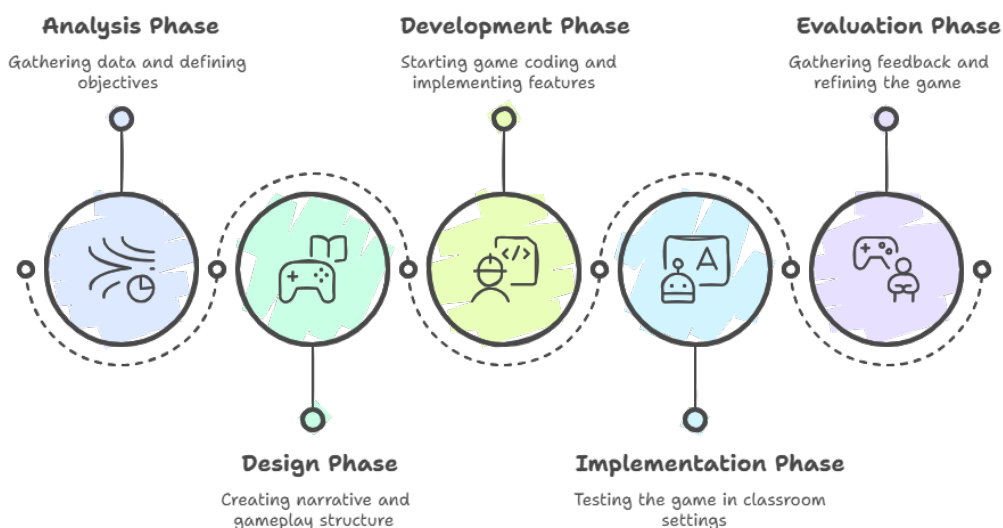 Analysis Phase
Gathering data and defining
objectives
Development Phase
Starting game coding and
implementing features
Evaluation Phase
Gathering feedback and
refining the game
</>
A
Design Phase
Creating narrative and
gameplay structure
Implementation Phase
Testing the game in classroom
settings